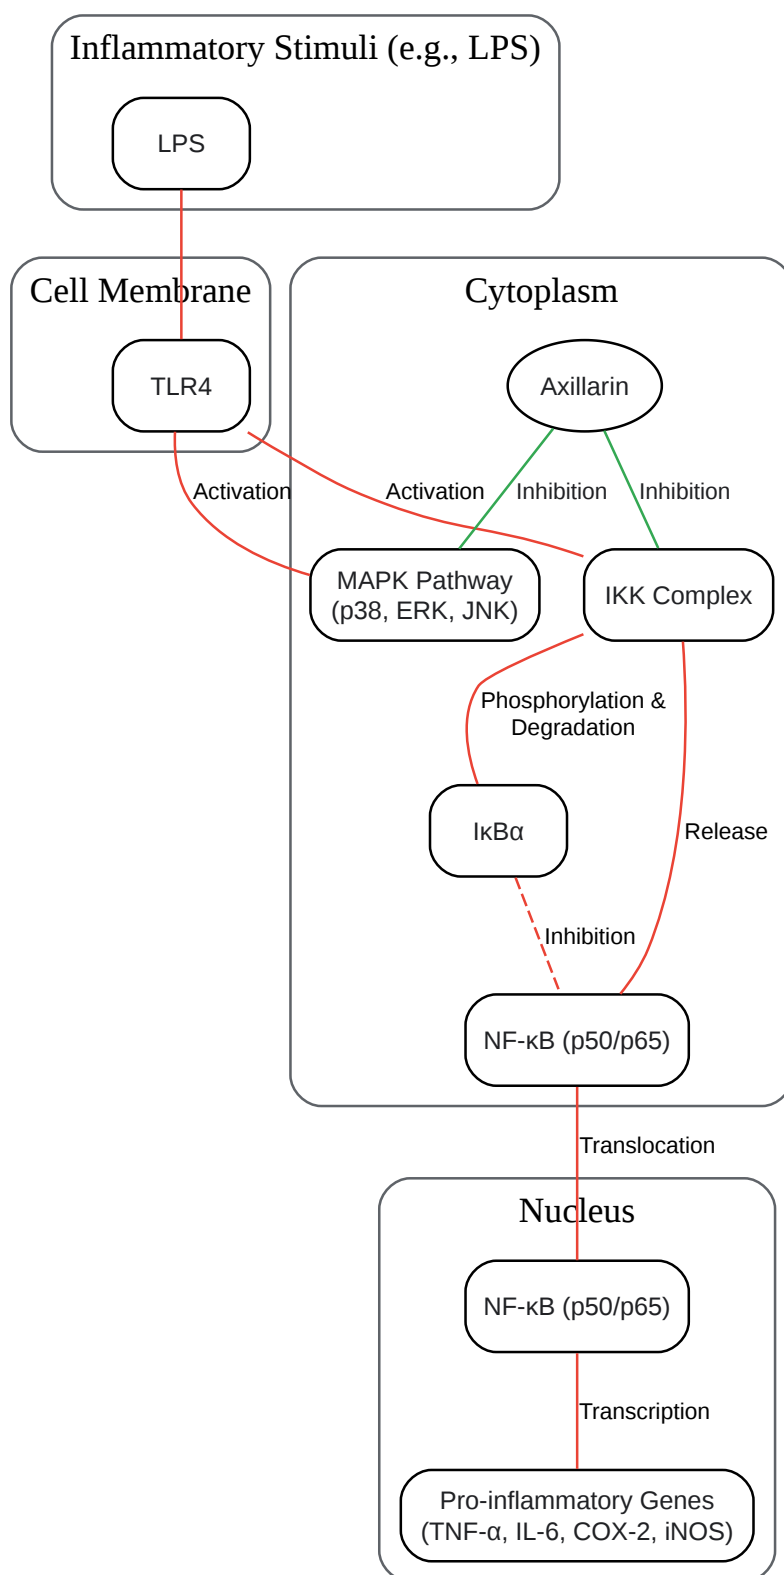 Inflammatory Stimuli (e.g., LPS)
LPS
Cell Membrane
Cytoplasm
TLR4
Axillarin
Activation
Activation
Inhibition
Inhibition
MAPK Pathway
(p38, ERK, JNK)
IKK Complex
Phosphorylation &
Degradation
IκBα
Release
Inhibition
NF-κB (p50/p65)
Translocation
Nucleus
NF-κB (p50/p65)
Transcription
Pro-inflammatory Genes
(TNF-α, IL-6, COX-2, iNOS)